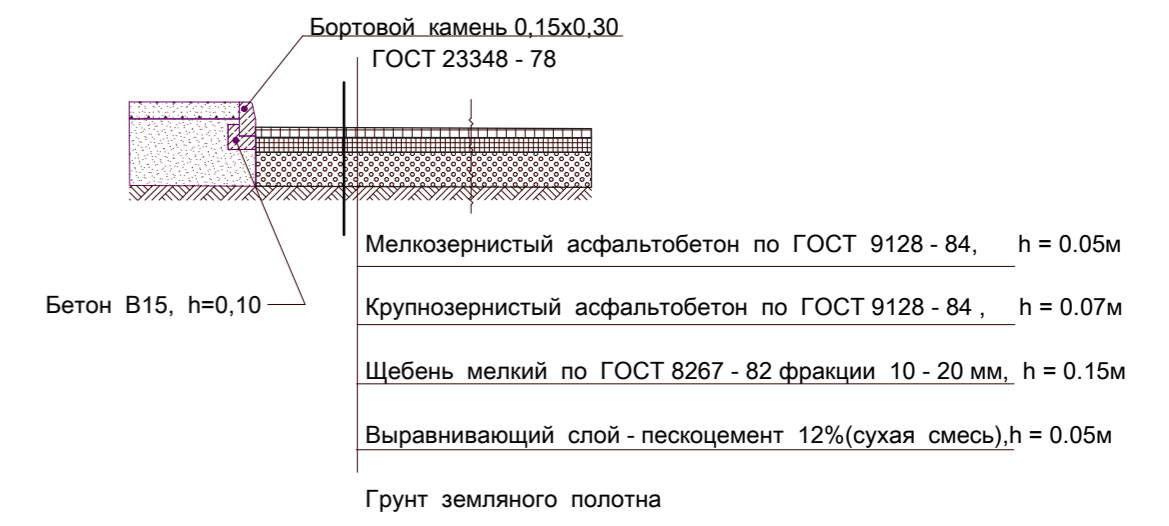 Бортовой камень 0,15х0,30
ГОСТ 23348 - 78
Мелкозернистый асфальтобетон по ГОСТ 9128 - 84, h = 0.05м
Бетон В15, h=0,10
Крупнозернистый асфальтобетон по ГОСТ 9128 - 84 , h = 0.07м
Щебень мелкий по ГОСТ 8267 - 82 фракции 10 - 20 мм, h = 0.15м
Выравнивающий слой - пескоцемент 12%(сухая смесь),h = 0.05м
Грунт земляного полотна